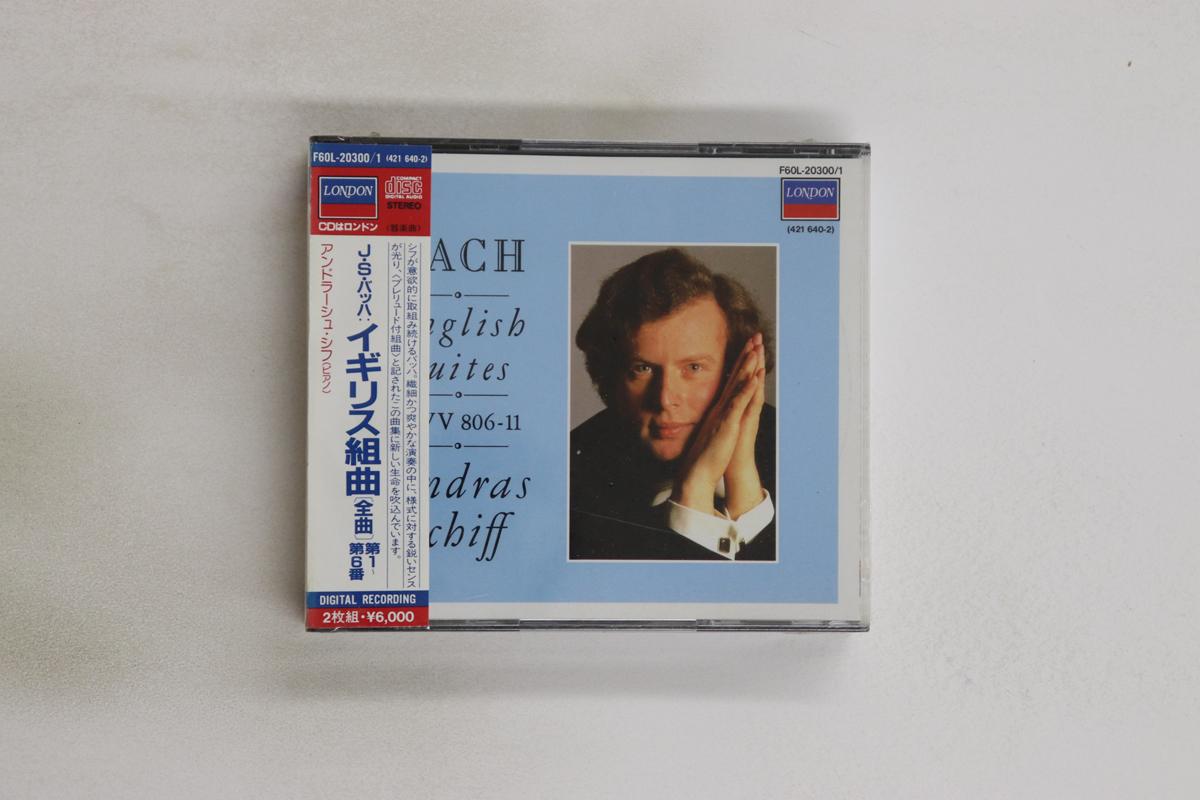 F60L-20300/1 (421 640-2)
LONDON
COMPACT
disc
DIGITAL AUDIO
STEREO
CDはロンドン
(器楽曲)
シフが意欲的に取組み続けるバッハ。繊細かつ爽やかな演奏の中に、様式に対する鋭いセンス
が光り、〈プレリュード付組曲〉と記されたこの曲集に新しい生命を吹込んでいます。
J・S・バッハ:
イギリス組曲[全曲]
第1~
第6番
アンドラーシュ・シフ(ピアノ)
DIGITAL RECORDING
2枚組・¥6,000
F60L-20300/1
LONDON
(421 640-2)
ACH
nglish
uites
V 806-11
ndras
chiff